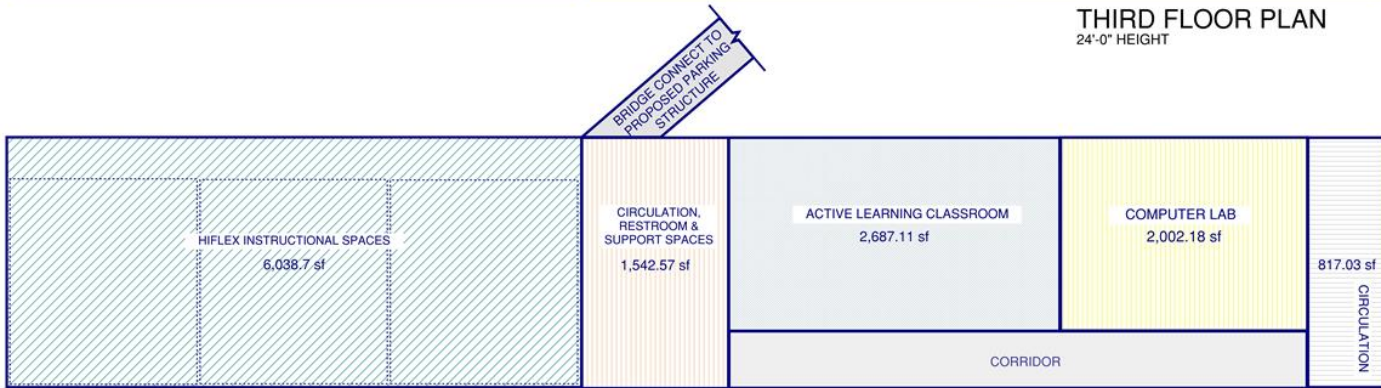 THIRD FLOOR PLAN
24'-0" HEIGHT
BRIDGE CONNECT TO
PROPOSED PARKING
STRUCTURE
HIFLEX INSTRUCTIONAL SPACES
6,038.7 sf
CIRCULATION,
RESTROOM &
SUPPORT SPACES
1,542.57 sf
ACTIVE LEARNING CLASSROOM
2,687.11 sf
COMPUTER LAB
2,002.18 sf
817.03 sf
CIRCULATION
CORRIDOR